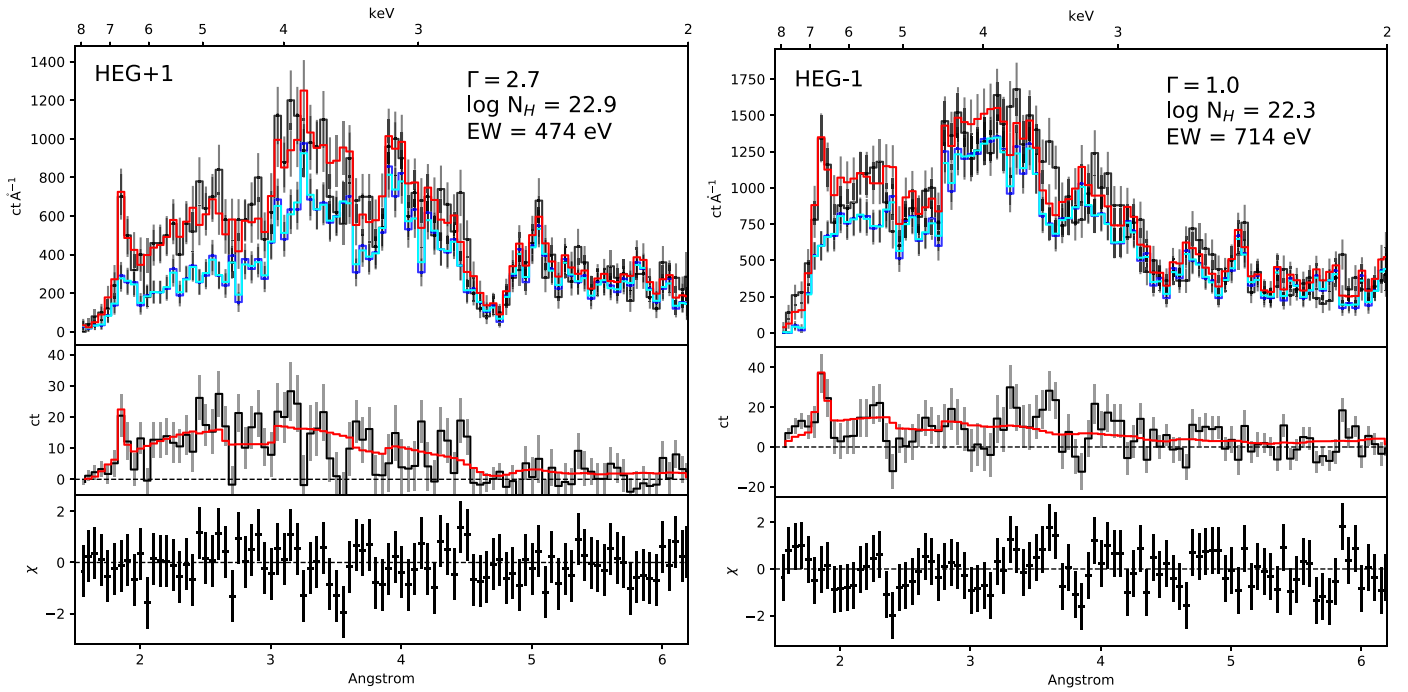 keV
8 7 6 5 4 3 2
HEG+1
Γ = 2.7
log N_H = 22.9
EW = 474 eV
ct Å⁻¹
1400
1200
1000
800
600
400
200
0
ct
40
30
20
10
0
χ
2
0
−2
2 3 4 5 6
Angstrom
keV
8 7 6 5 4 3 2
HEG-1
Γ = 1.0
log N_H = 22.3
EW = 714 eV
ct Å⁻¹
1750
1500
1250
1000
750
500
250
0
ct
40
20
0
−20
χ
2
0
−2
2 3 4 5 6
Angstrom